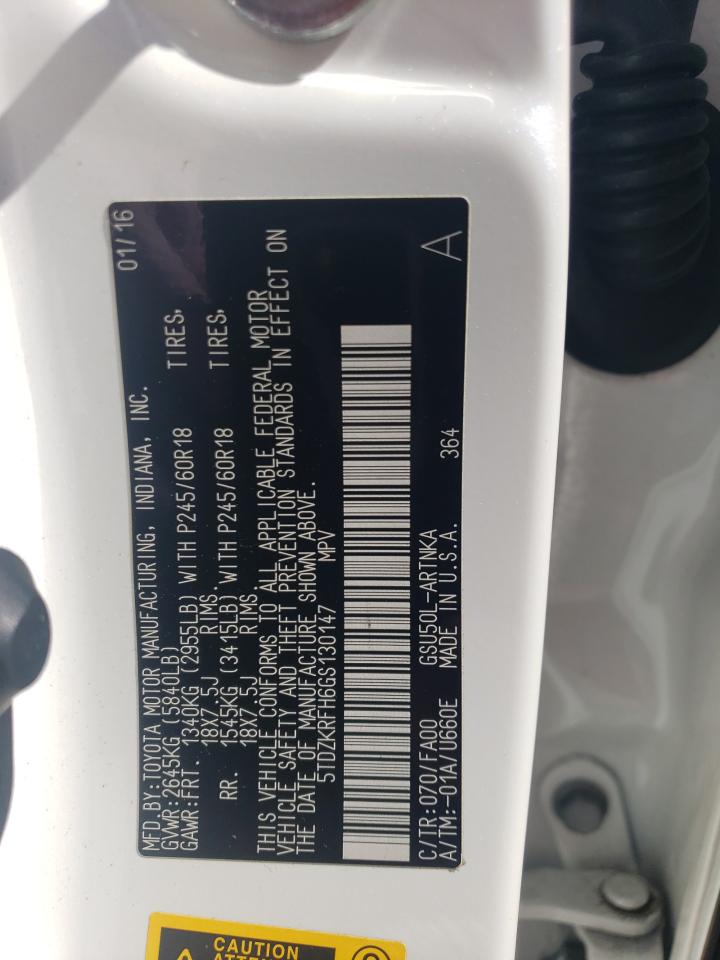 MFD.BY:TOYOTA MOTOR MANUFACTURING, INDIANA, INC. 01/16
GVWR:2645KG (5840LB)
GAWR:FRT. 1340KG (2955LB) WITH P245/60R18 TIRES,
18X7.5J RIMS.
RR. 1545KG (3415LB) WITH P245/60R18 TIRES,
18X7.5J RIMS.
THIS VEHICLE CONFORMS TO ALL APPLICABLE FEDERAL MOTOR
VEHICLE SAFETY AND THEFT PREVENTION STANDARDS IN EFFECT ON
THE DATE OF MANUFACTURE SHOWN ABOVE.
5TDZKRFH6GS130147 MPV
C/TR:070/FA00 GSU50L-ARTNKA
A/TM:-01A/U660E MADE IN U.S.A. 364 A
CAUTION